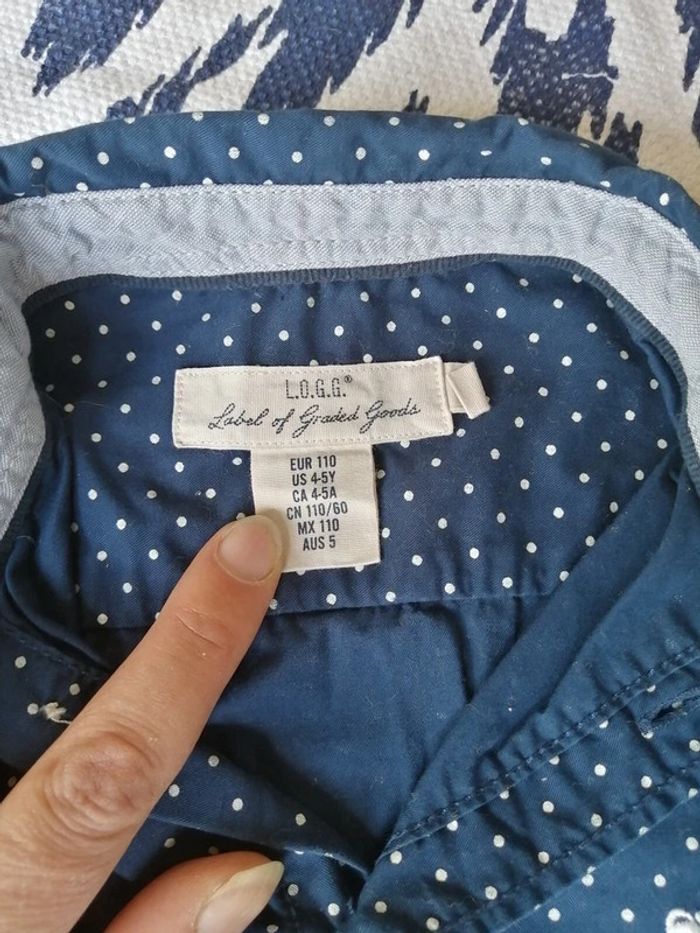 L.O.G.G.®
Label of Graded Goods
EUR 110
US 4-5Y
CA 4-5A
CN 110/60
MX 110
AUS 5